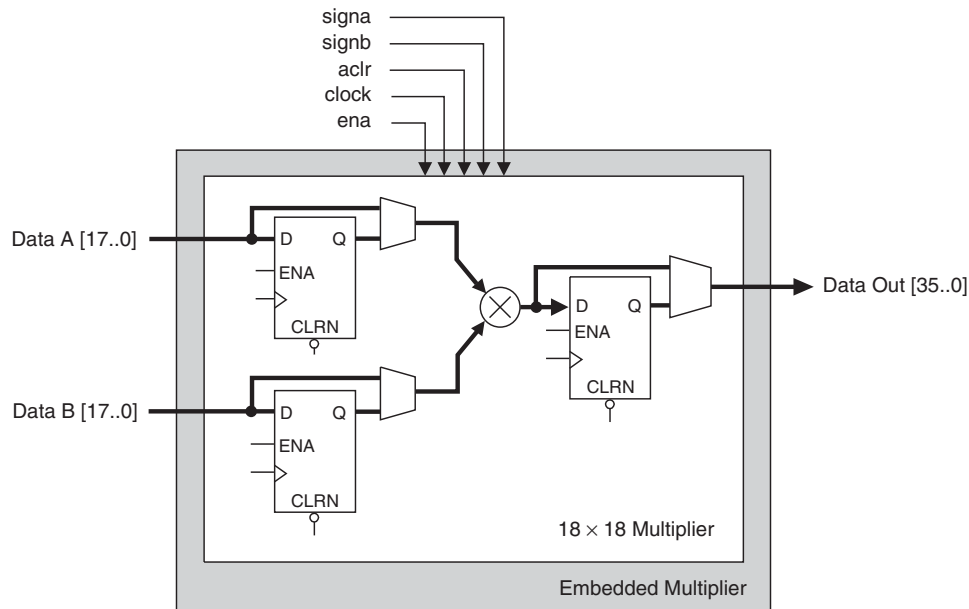 signa
signb
aclr
clock
ena
Data A [17..0]
D Q
ENA
CLRN
Data B [17..0]
D Q
ENA
CLRN
D Q
ENA
CLRN
Data Out [35..0]
18 × 18 Multiplier
Embedded Multiplier